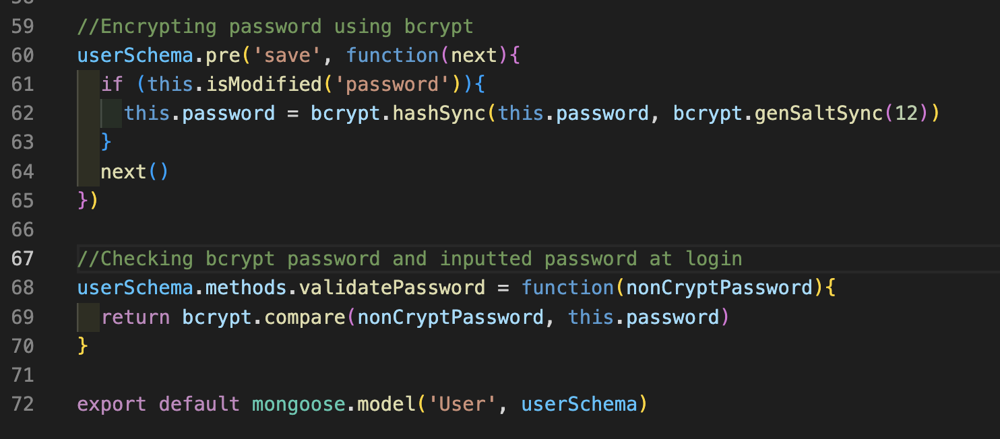 59 //Encrypting password using bcrypt
60 userSchema.pre('save', function(next){
61   if (this.isModified('password')){
62     this.password = bcrypt.hashSync(this.password, bcrypt.genSaltSync(12))
63   }
64   next()
65 })
66
67 //Checking bcrypt password and inputted password at login
68 userSchema.methods.validatePassword = function(nonCryptPassword){
69   return bcrypt.compare(nonCryptPassword, this.password)
70 }
71
72 export default mongoose.model('User', userSchema)